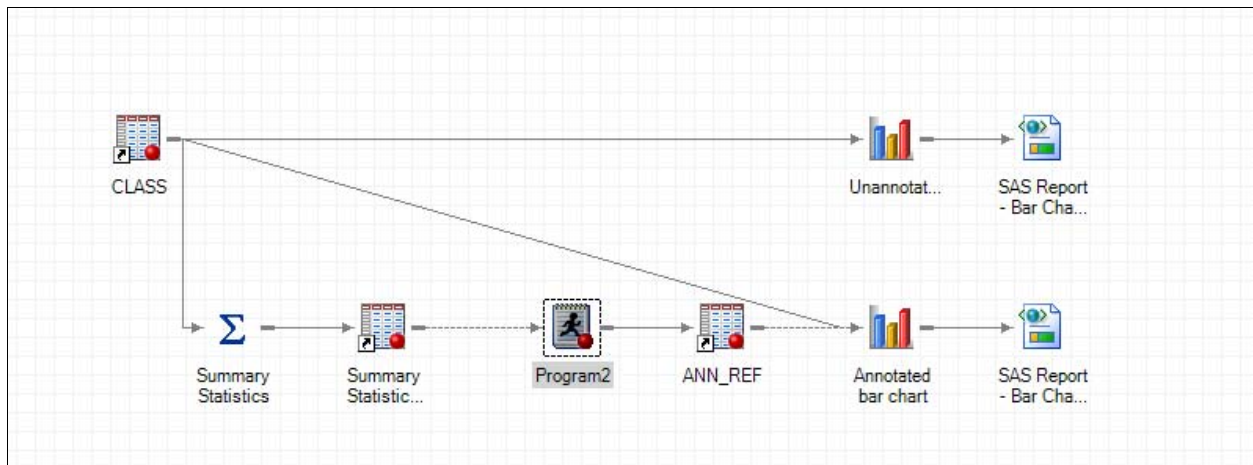 CLASS
Unannotat...
SAS Report
- Bar Cha...
Summary
Statistics
Summary
Statistic...
Program2
ANN_REF
Annotated
bar chart
SAS Report
- Bar Cha...